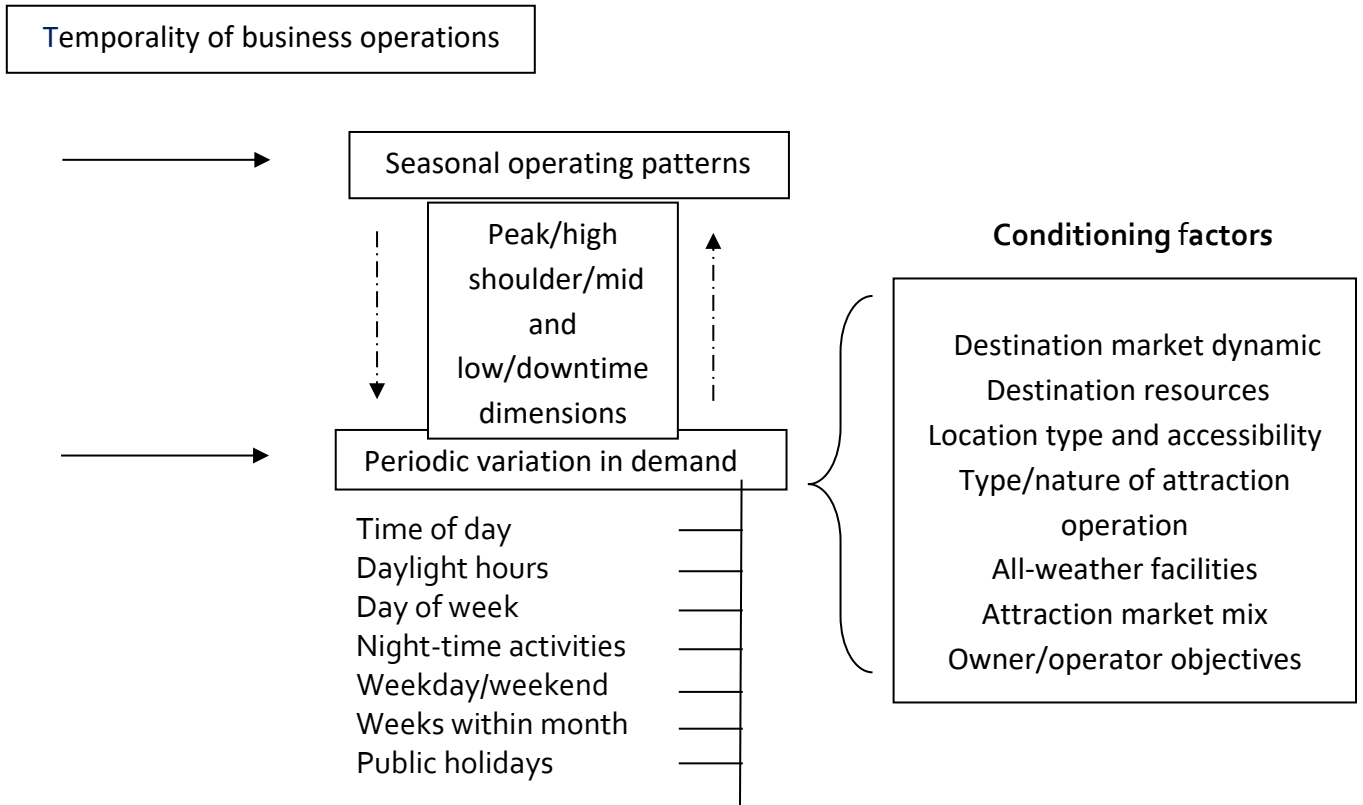 Temporality of business operations
Seasonal operating patterns
Peak/high
shoulder/mid
and
low/downtime
dimensions
Periodic variation in demand
Time of day
Daylight hours
Day of week
Night-time activities
Weekday/weekend
Weeks within month
Public holidays
Conditioning factors
Destination market dynamic
Destination resources
Location type and accessibility
Type/nature of attraction
operation
All-weather facilities
Attraction market mix
Owner/operator objectives